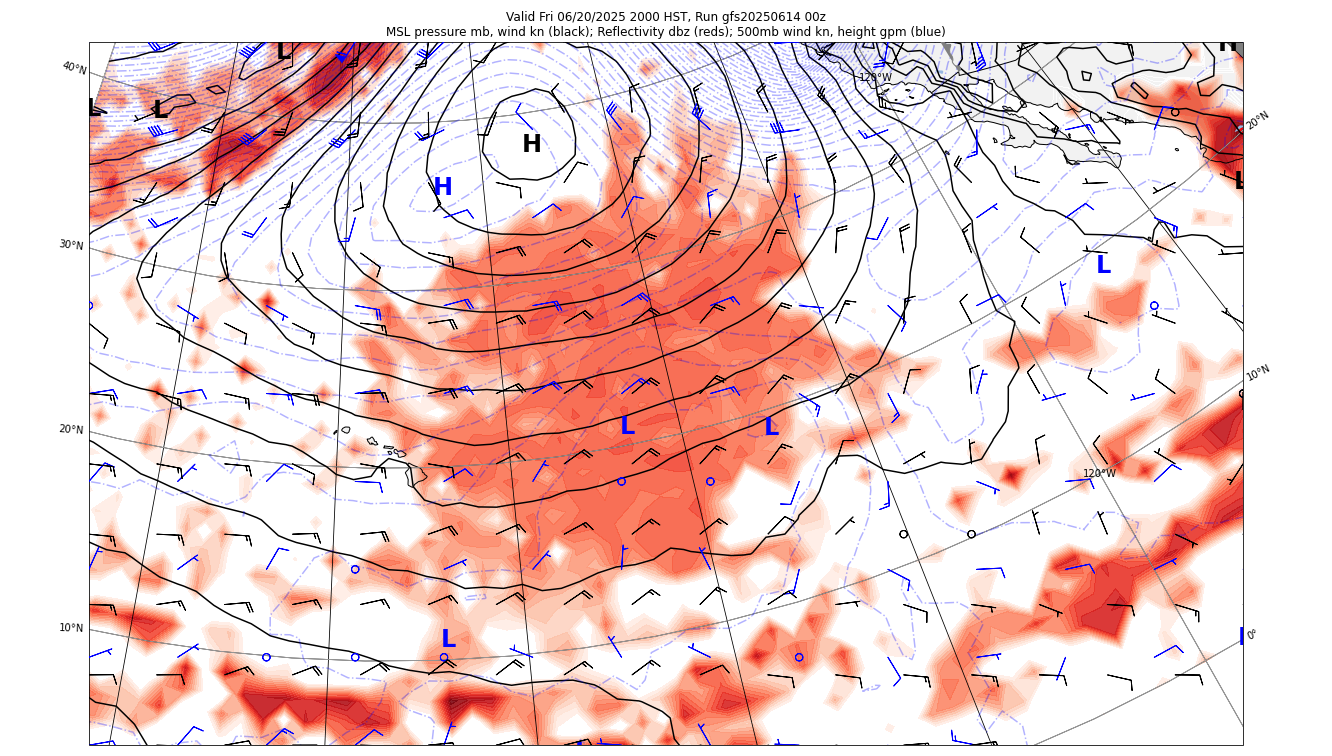 Valid Fri 06/20/2025 2000 HST, Run gfs20250614 00z
MSL pressure mb, wind kn (black); Reflectivity dbz (reds); 500mb wind kn, height gpm (blue)
L
H
40°N
120°W
L
L
20°N
H
L
H
30°N
L
10°N
20°N
L
L
120°W
10°N
L
0°